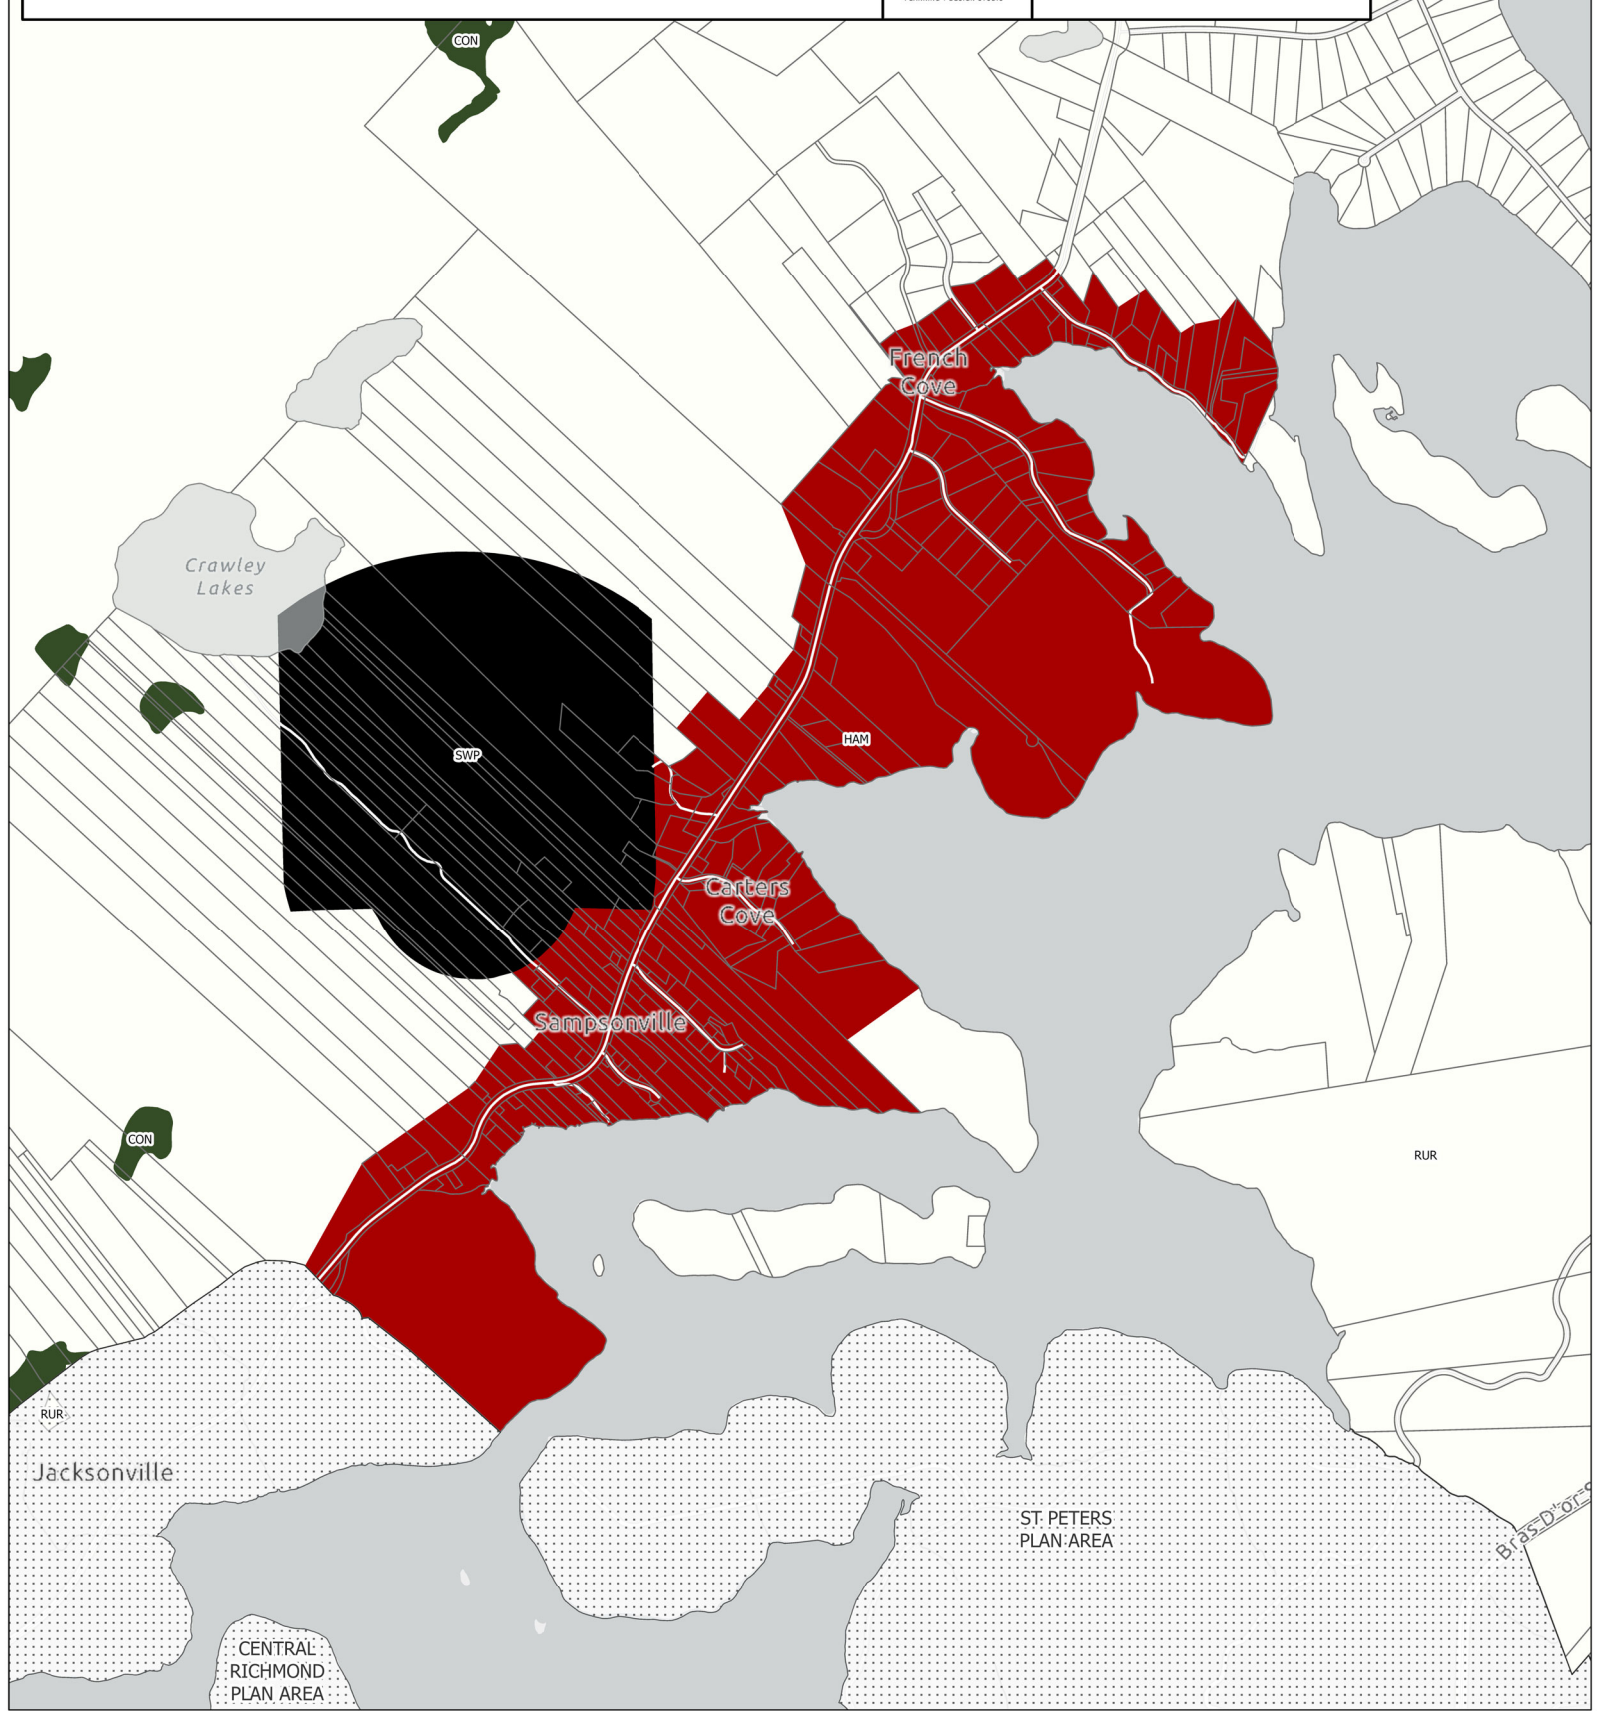 CON
French
Cove
Crawley
Lakes
SWP
HAM
Carters
Cove
Sampsonville
CON
RUR
RUR
Jacksonville
ST PETERS
PLAN AREA
CENTRAL
RICHMOND
PLAN AREA